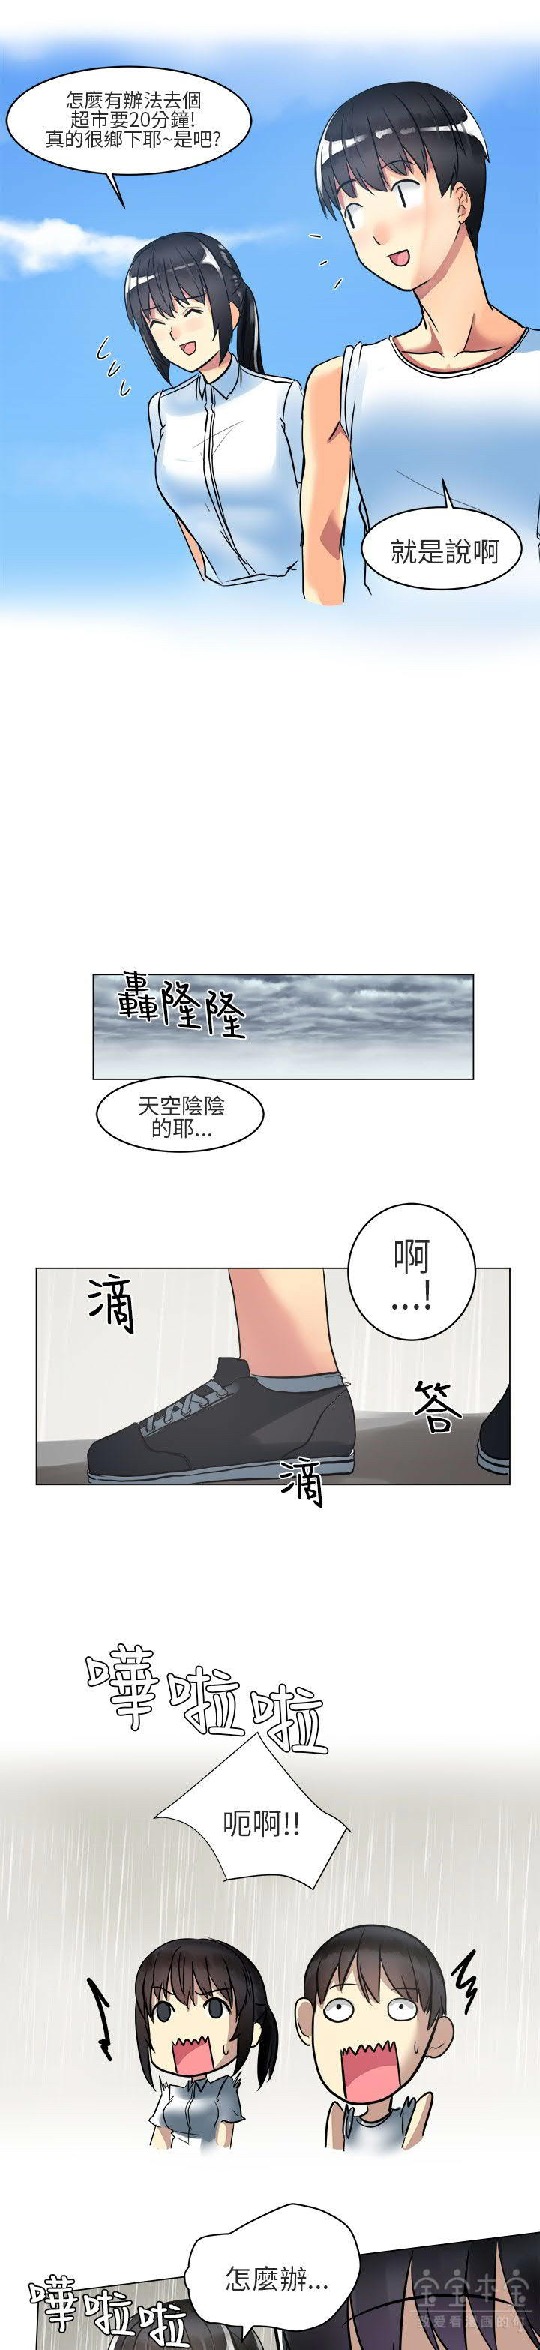 怎麼有辦法去個
超市要20分鐘!
真的很鄉下耶~是吧?
就是說啊
轟隆隆
天空陰陰
的耶...
啊
...!
滴
答
滴
嘩啦啦
呃啊!!
怎麼辦...
嘩啦啦